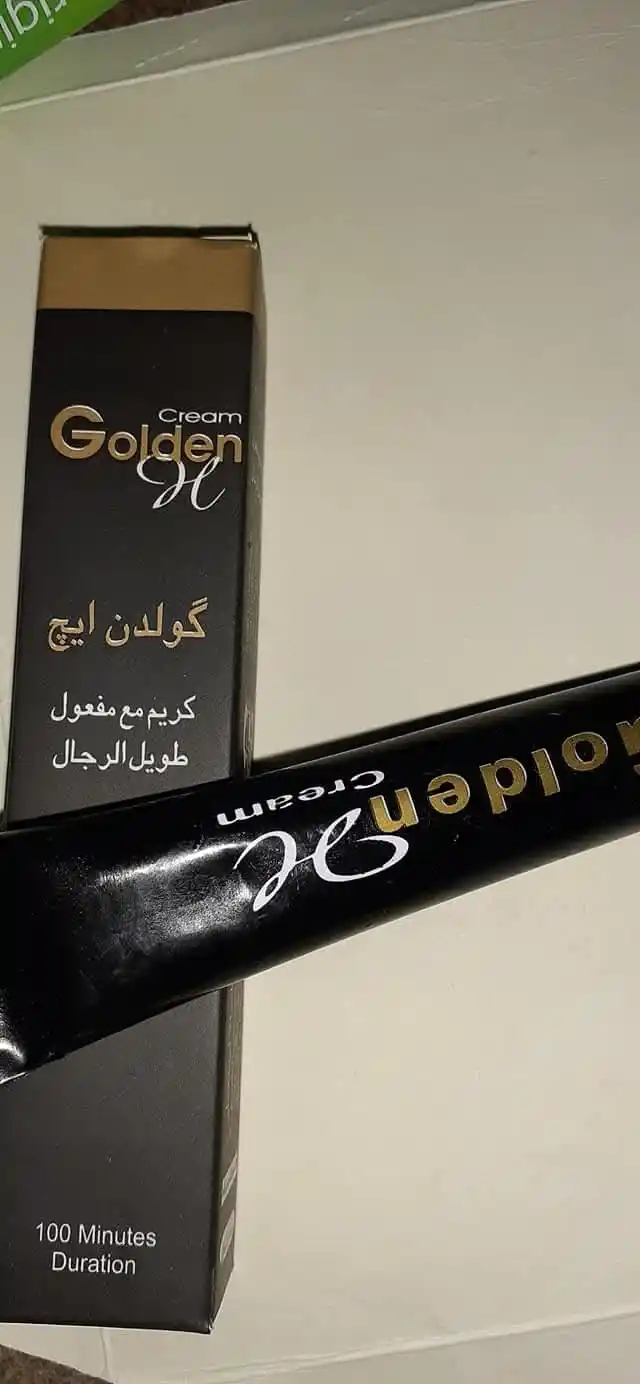 Cream
Golden
H
گولدن ایچ
كريم مع مفعول
طويل الرجال
Golden
H
Cream
100 Minutes
Duration